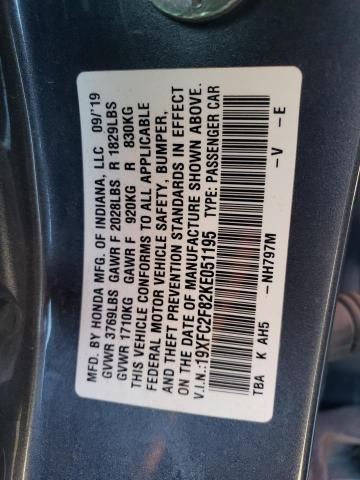 MFD. BY HONDA MFG. OF INDIANA, LLC 09/'19
GVWR 3769LBS GAWR F 2028LBS R 1829LBS
GVWR 1710KG GAWR F 920KG R 830KG
THIS VEHICLE CONFORMS TO ALL APPLICABLE
FEDERAL MOTOR VEHICLE SAFETY, BUMPER,
AND THEFT PREVENTION STANDARDS IN EFFECT
ON THE DATE OF MANUFACTURE SHOWN ABOVE.
V.I.N.:19XFC2F82KE051195 TYPE: PASSENGER CAR
-NH797M -V -E
TBA K AH5